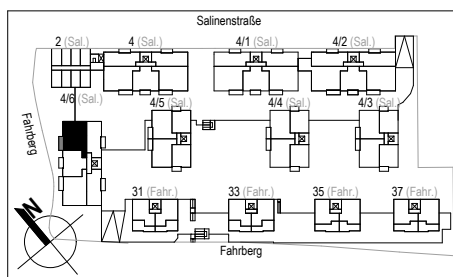 Salinenstraße
2 (Sal.) 4 (Sal.) 4/1 (Sal.) 4/2 (Sal.)
4/6 (Sal.) 4/5 (Sal.) 4/4 (Sal.) 4/3 (Sal.)
Fahrberg
31 (Fahr.) 33 (Fahr.) 35 (Fahr.) 37 (Fahr.)
N
Fahrberg